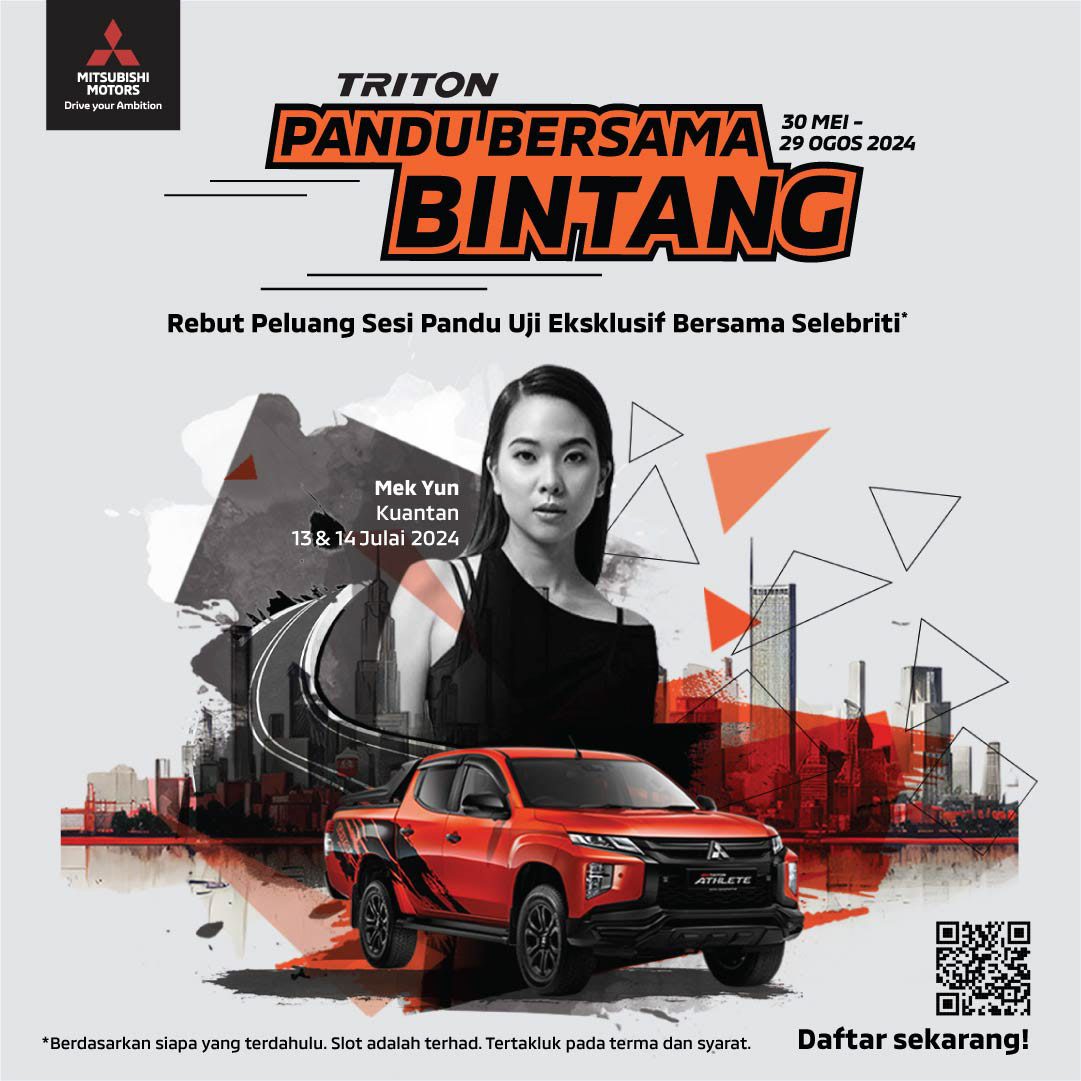 MITSUBISHI
MOTORS
Drive your Ambition
TRITON
PANDU BERSAMA
BINTANG
30 MEI –
29 OGOS 2024
Rebut Peluang Sesi Pandu Uji Eksklusif Bersama Selebriti*
Mek Yun
Kuantan
13 & 14 Julai 2024
ATHLETE
*Berdasarkan siapa yang terdahulu. Slot adalah terhad. Tertakluk pada terma dan syarat.
Daftar sekarang!